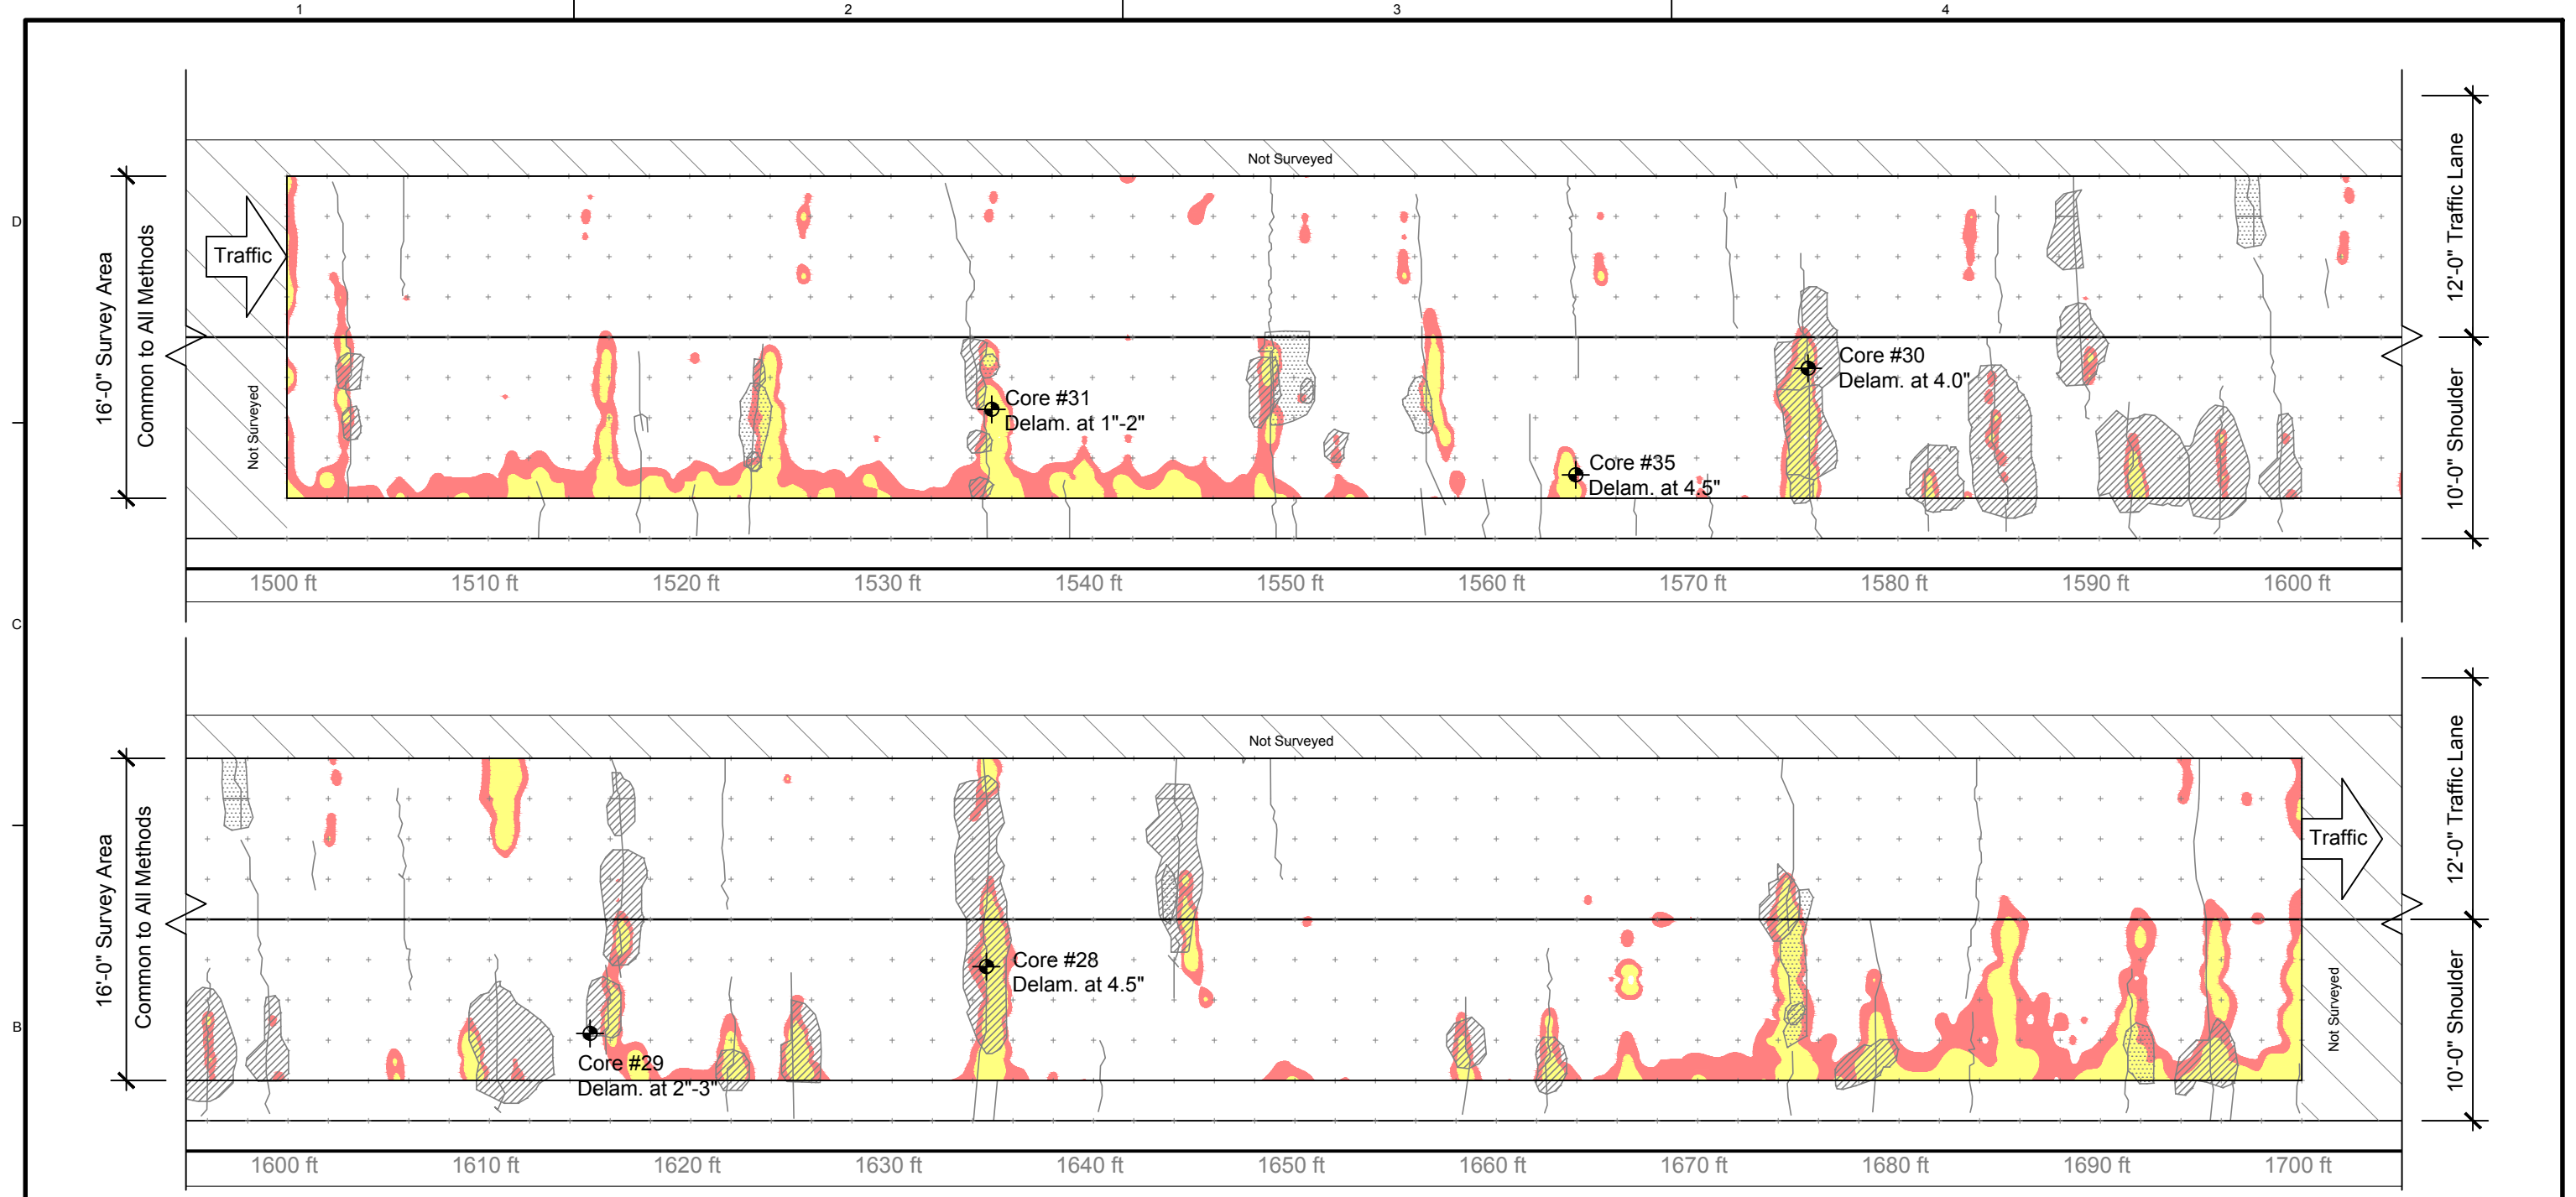 1 2 3 4
D
C
B
Not Surveyed
16'-0" Survey Area
Common to All Methods
Traffic
Not Surveyed
12'-0" Traffic Lane
10'-0" Shoulder
Core #31
Delam. at 1"-2"
Core #35
Delam. at 4.5"
Core #30
Delam. at 4.0"
1500 ft 1510 ft 1520 ft 1530 ft 1540 ft 1550 ft 1560 ft 1570 ft 1580 ft 1590 ft 1600 ft
Not Surveyed
16'-0" Survey Area
Common to All Methods
Traffic
Not Surveyed
12'-0" Traffic Lane
10'-0" Shoulder
Core #29
Delam. at 2"-3"
Core #28
Delam. at 4.5"
1600 ft 1610 ft 1620 ft 1630 ft 1640 ft 1650 ft 1660 ft 1670 ft 1680 ft 1690 ft 1700 ft